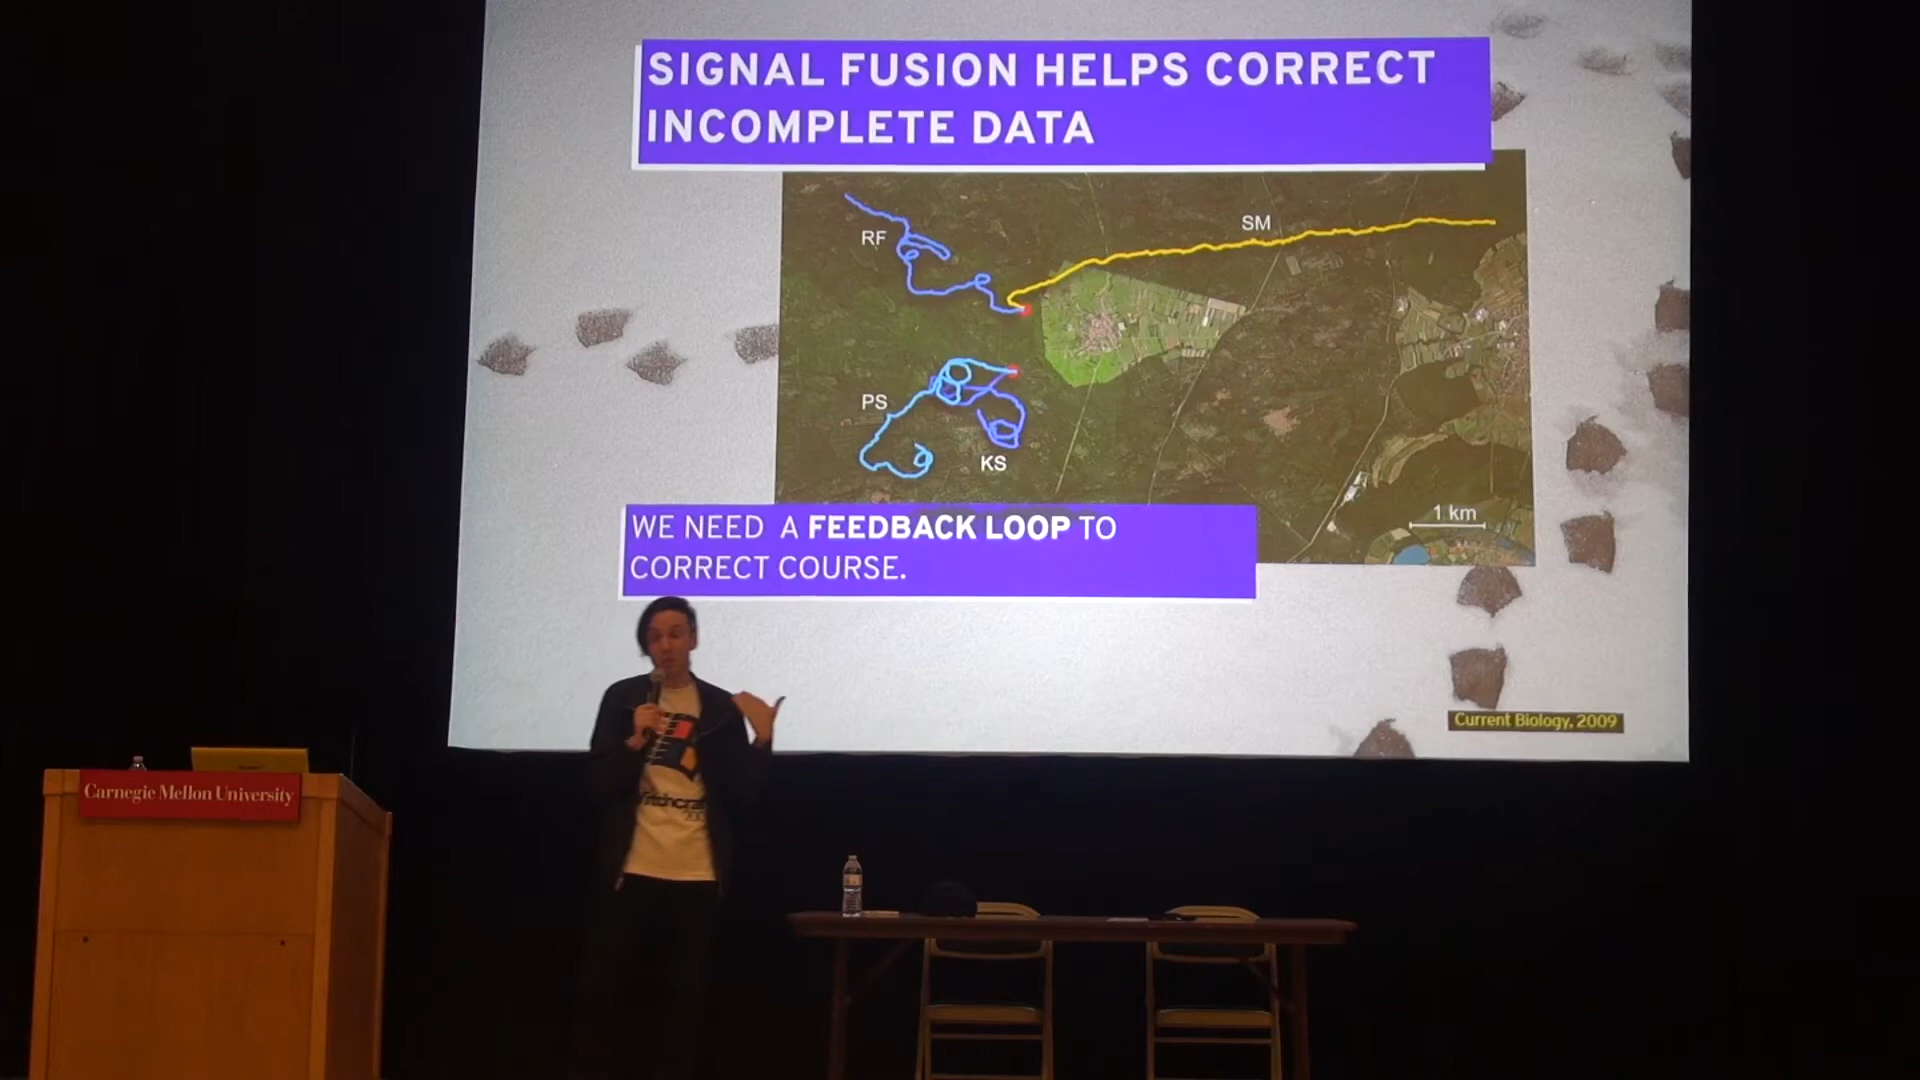 SIGNAL FUSION HELPS CORRECT
INCOMPLETE DATA
RF
SM
PS
KS
1 km
WE NEED A FEEDBACK LOOP TO
CORRECT COURSE.
Current Biology, 2009
Carnegie Mellon University